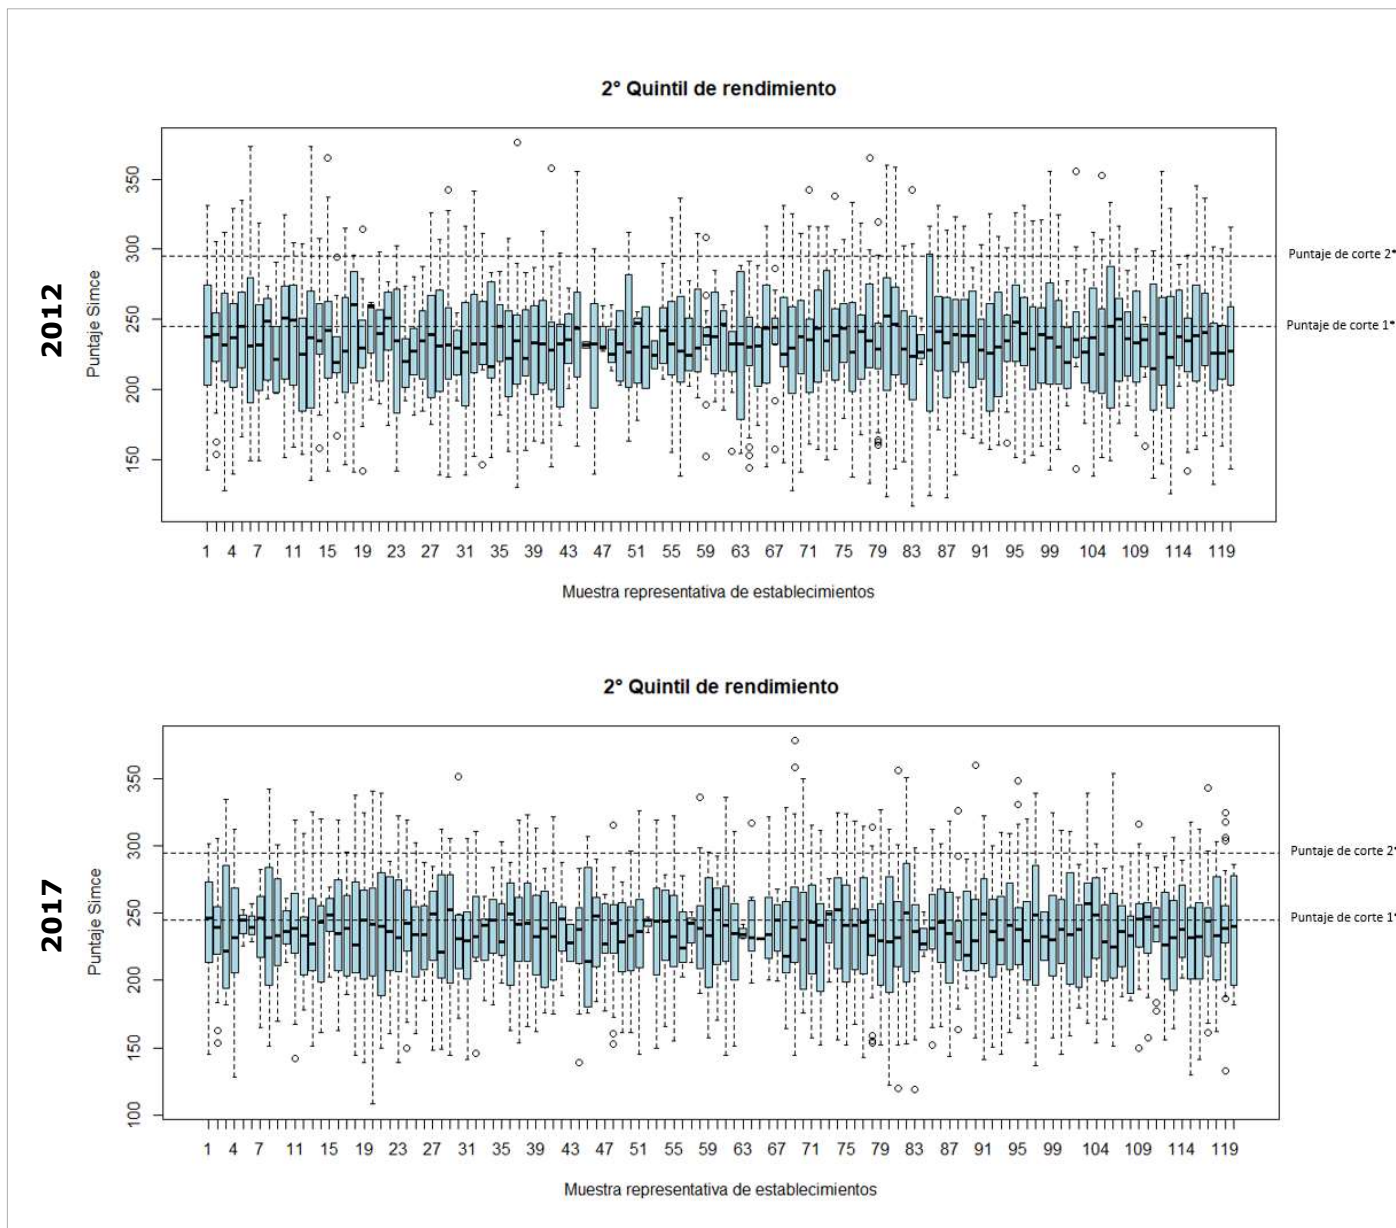 2° Quintil de rendimiento
2012
Puntaje Simce
350
300
250
200
150
Puntaje de corte 2*
Puntaje de corte 1*
1 4 7 11 15 19 23 27 31 35 39 43 47 51 55 59 63 67 71 75 79 83 87 91 95 99 104 109 114 119
Muestra representativa de establecimientos
2° Quintil de rendimiento
2017
Puntaje Simce
350
300
250
200
150
100
Puntaje de corte 2*
Puntaje de corte 1*
1 4 7 11 15 19 23 27 31 35 39 43 47 51 55 59 63 67 71 75 79 83 87 91 95 99 104 109 114 119
Muestra representativa de establecimientos